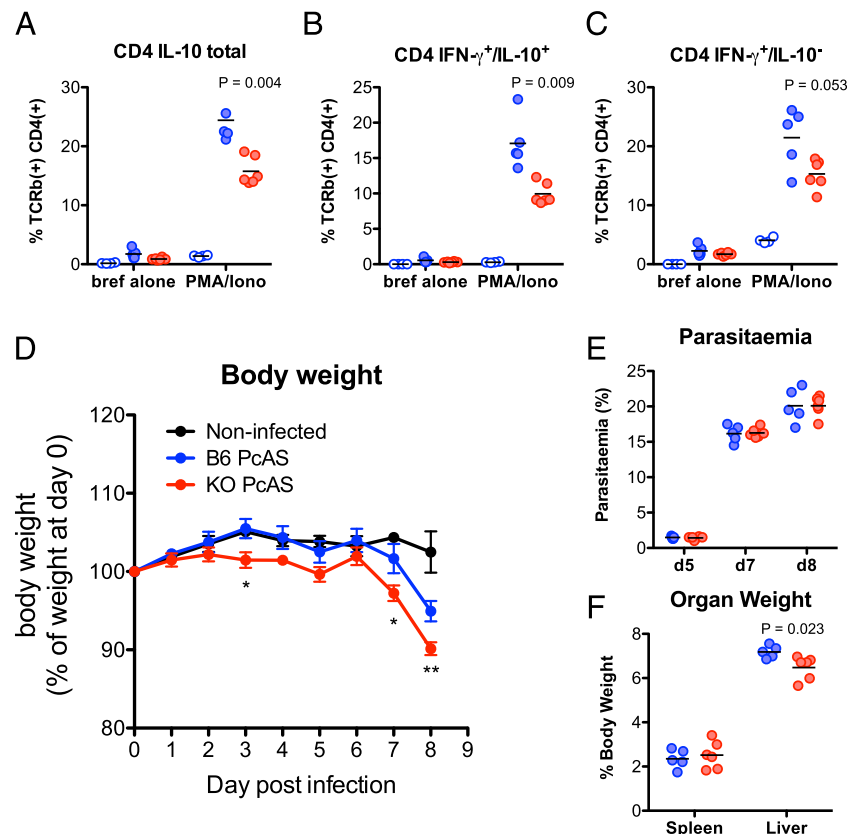 A
CD4 IL-10 total
P = 0.004
% TCRb(+) CD4(+)
30
20
10
0
bref alone
PMA/Iono
B
CD4 IFN-γ⁺/IL-10⁺
P = 0.009
% TCRb(+) CD4(+)
25
20
15
10
5
0
bref alone
PMA/Iono
C
CD4 IFN-γ⁺/IL-10⁻
P = 0.053
% TCRb(+) CD4(+)
30
20
10
0
bref alone
PMA/Iono
D
Body weight
Non-infected
B6 PcAS
KO PcAS
body weight
(% of weight at day 0)
120
110
100
90
80
*
*
**
0 1 2 3 4 5 6 7 8 9
Day post infection
E
Parasitaemia
Parasitaemia (%)
25
20
15
10
5
0
d5
d7
d8
F
Organ Weight
P = 0.023
% Body Weight
8
6
4
2
0
Spleen
Liver